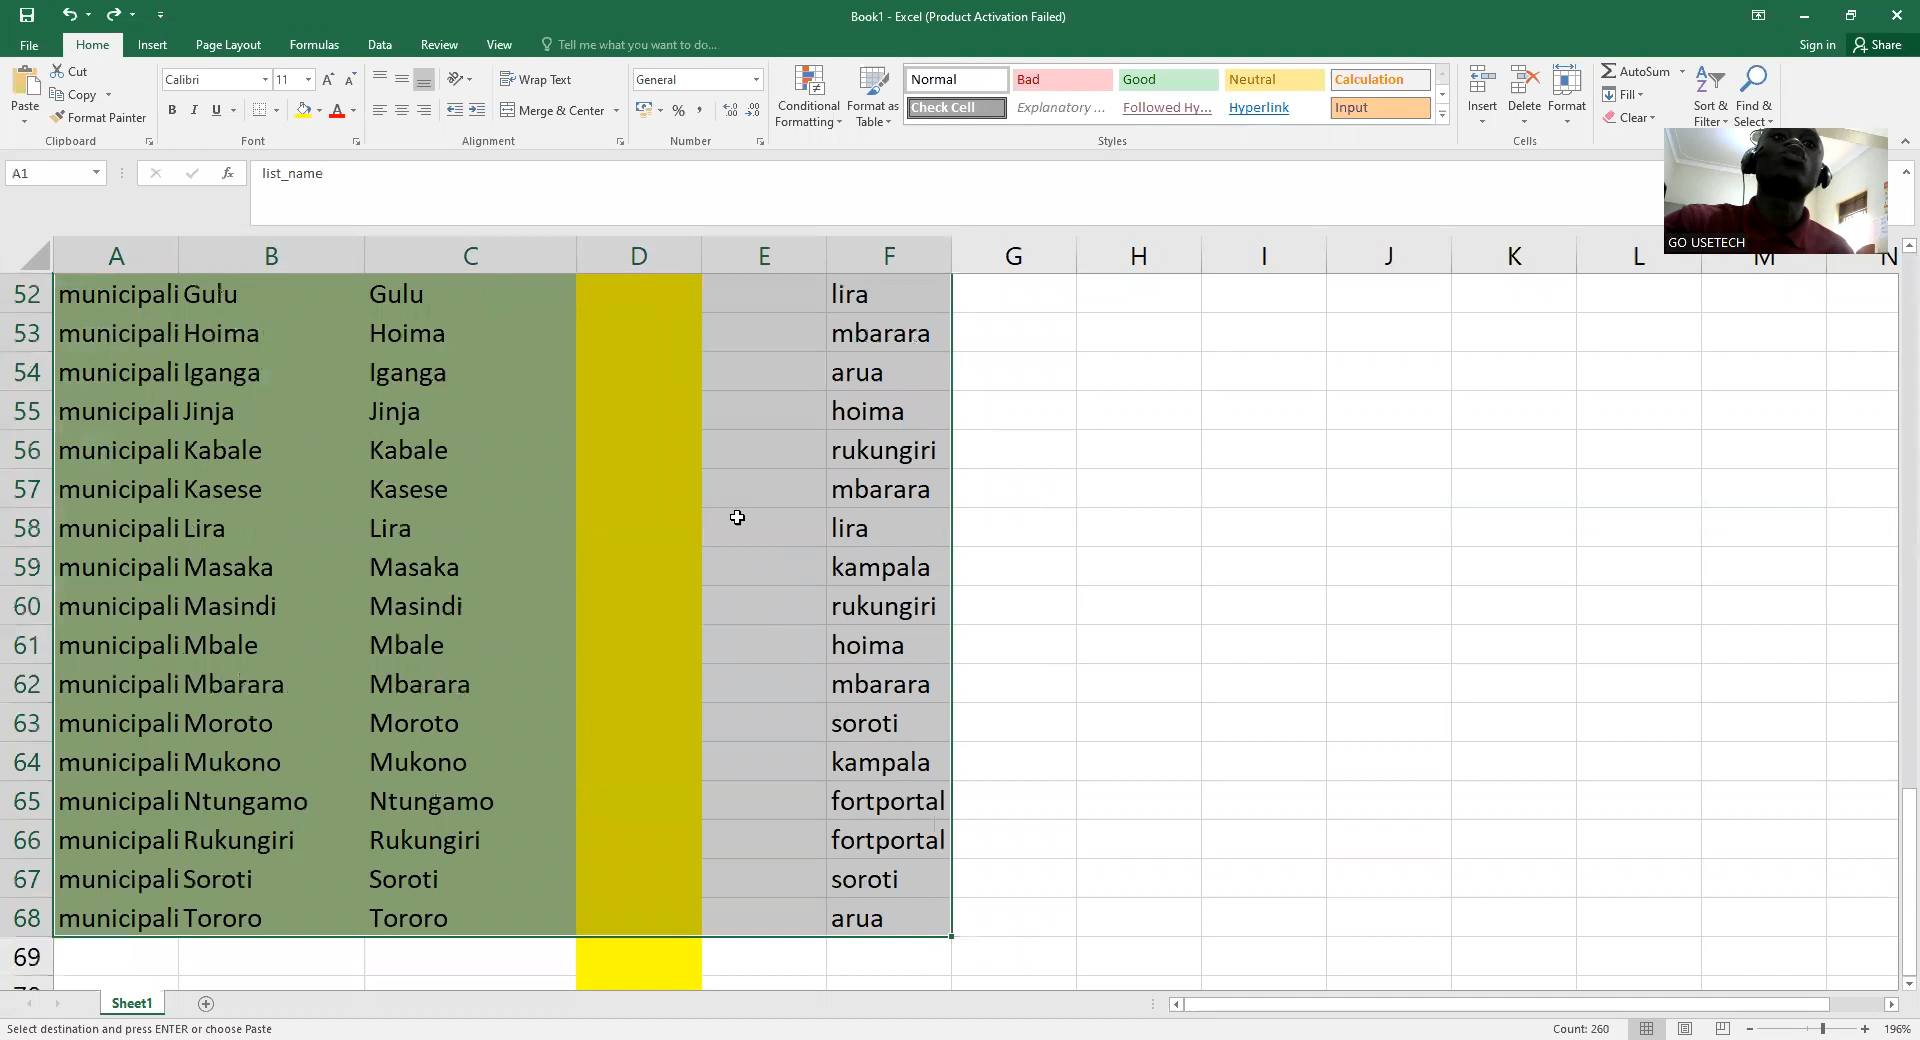 Book1 - Excel (Product Activation Failed)
File Home Insert Page Layout Formulas Data Review View Tell me what you want to do... Sign in Share
Paste Cut Copy Format Painter Clipboard
Calibri 11 A A B I U A Font
Wrap Text Merge & Center Alignment
General % , Number
Conditional Formatting Format as Table
Normal Bad Good Neutral Calculation
Check Cell Explanatory ... Followed Hy... Hyperlink Input
Styles
Insert Delete Format Cells
AutoSum Fill Clear Sort & Filter Find & Select
A1 fx list_name
GO USETECH
A B C D E F G H I J K L M N
52 municipali Gulu Gulu lira
53 municipali Hoima Hoima mbarara
54 municipali Iganga Iganga arua
55 municipali Jinja Jinja hoima
56 municipali Kabale Kabale rukungiri
57 municipali Kasese Kasese mbarara
58 municipali Lira Lira lira
59 municipali Masaka Masaka kampala
60 municipali Masindi Masindi rukungiri
61 municipali Mbale Mbale hoima
62 municipali Mbarara Mbarara mbarara
63 municipali Moroto Moroto soroti
64 municipali Mukono Mukono kampala
65 municipali Ntungamo Ntungamo fortportal
66 municipali Rukungiri Rukungiri fortportal
67 municipali Soroti Soroti soroti
68 municipali Tororo Tororo arua
69
Sheet1
Select destination and press ENTER or choose Paste Count: 260 196%